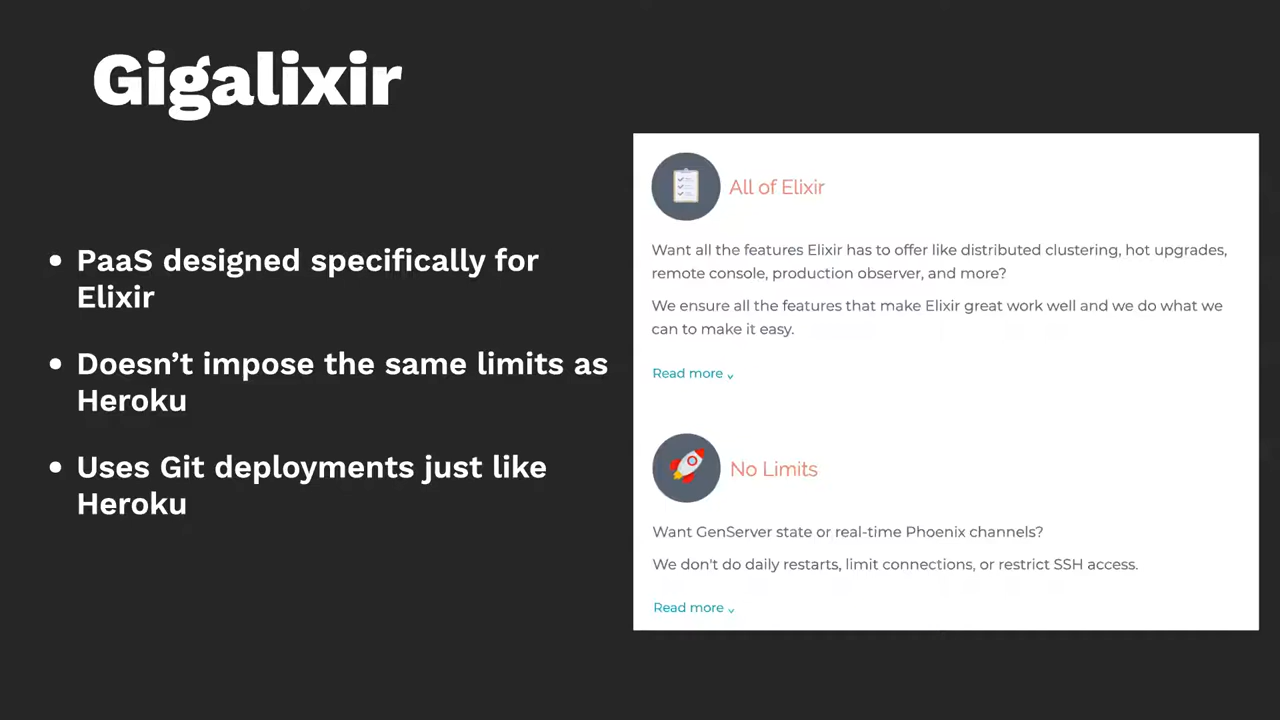 Gigalixir
• PaaS designed specifically for
Elixir
• Doesn’t impose the same limits as
Heroku
• Uses Git deployments just like
Heroku
All of Elixir
Want all the features Elixir has to offer like distributed clustering, hot upgrades,
remote console, production observer, and more?
We ensure all the features that make Elixir great work well and we do what we
can to make it easy.
Read more
No Limits
Want GenServer state or real-time Phoenix channels?
We don't do daily restarts, limit connections, or restrict SSH access.
Read more